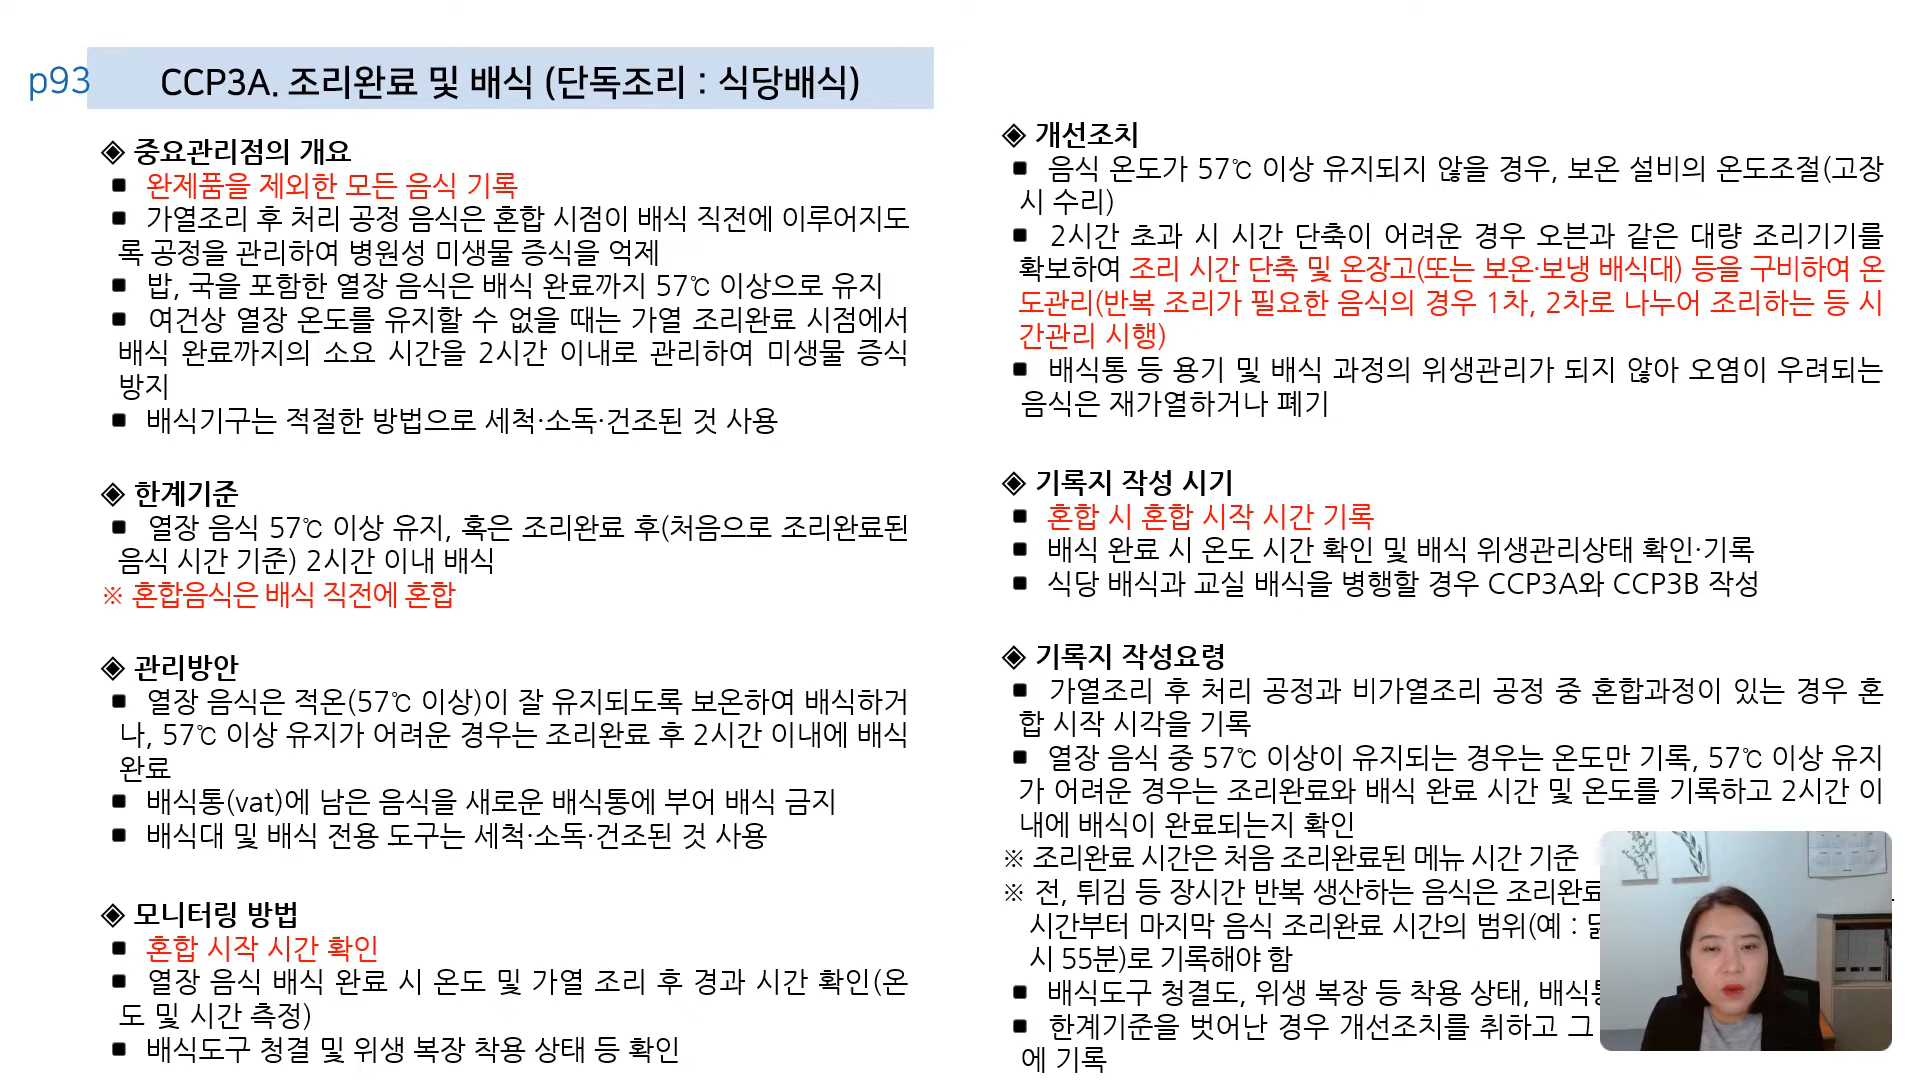 p93
CCP3A. 조리완료 및 배식 (단독조리 : 식당배식)
◈ 중요관리점의 개요
▪ 완제품을 제외한 모든 음식 기록
▪ 가열조리 후 처리 공정 음식은 혼합 시점이 배식 직전에 이루어지도
록 공정을 관리하여 병원성 미생물 증식을 억제
▪ 밥, 국을 포함한 열장 음식은 배식 완료까지 57℃ 이상으로 유지
▪ 여건상 열장 온도를 유지할 수 없을 때는 가열 조리완료 시점에서
배식 완료까지의 소요 시간을 2시간 이내로 관리하여 미생물 증식
방지
▪ 배식기구는 적절한 방법으로 세척·소독·건조된 것 사용
◈ 한계기준
▪ 열장 음식 57℃ 이상 유지, 혹은 조리완료 후(처음으로 조리완료된
음식 시간 기준) 2시간 이내 배식
※ 혼합음식은 배식 직전에 혼합
◈ 관리방안
▪ 열장 음식은 적온(57℃ 이상)이 잘 유지되도록 보온하여 배식하거
나, 57℃ 이상 유지가 어려운 경우는 조리완료 후 2시간 이내에 배식
완료
▪ 배식통(vat)에 남은 음식을 새로운 배식통에 부어 배식 금지
▪ 배식대 및 배식 전용 도구는 세척·소독·건조된 것 사용
◈ 모니터링 방법
▪ 혼합 시작 시간 확인
▪ 열장 음식 배식 완료 시 온도 및 가열 조리 후 경과 시간 확인(온
도 및 시간 측정)
▪ 배식도구 청결 및 위생 복장 착용 상태 등 확인
◈ 개선조치
▪ 음식 온도가 57℃ 이상 유지되지 않을 경우, 보온 설비의 온도조절(고장
시 수리)
▪ 2시간 초과 시 시간 단축이 어려운 경우 오븐과 같은 대량 조리기기를
확보하여 조리 시간 단축 및 온장고(또는 보온·보냉 배식대) 등을 구비하여 온
도관리(반복 조리가 필요한 음식의 경우 1차, 2차로 나누어 조리하는 등 시
간관리 시행)
▪ 배식통 등 용기 및 배식 과정의 위생관리가 되지 않아 오염이 우려되는
음식은 재가열하거나 폐기
◈ 기록지 작성 시기
▪ 혼합 시 혼합 시작 시간 기록
▪ 배식 완료 시 온도 시간 확인 및 배식 위생관리상태 확인·기록
▪ 식당 배식과 교실 배식을 병행할 경우 CCP3A와 CCP3B 작성
◈ 기록지 작성요령
▪ 가열조리 후 처리 공정과 비가열조리 공정 중 혼합과정이 있는 경우 혼
합 시작 시각을 기록
▪ 열장 음식 중 57℃ 이상이 유지되는 경우는 온도만 기록, 57℃ 이상 유지
가 어려운 경우는 조리완료와 배식 완료 시간 및 온도를 기록하고 2시간 이
내에 배식이 완료되는지 확인
※ 조리완료 시간은 처음 조리완료된 메뉴 시간 기준
※ 전, 튀김 등 장시간 반복 생산하는 음식은 조리완료
시간부터 마지막 음식 조리완료 시간의 범위(예 :
시 55분)로 기록해야 함
▪ 배식도구 청결도, 위생 복장 등 착용 상태,
▪ 한계기준을 벗어난 경우 개선조치를 취하고 그
에 기록